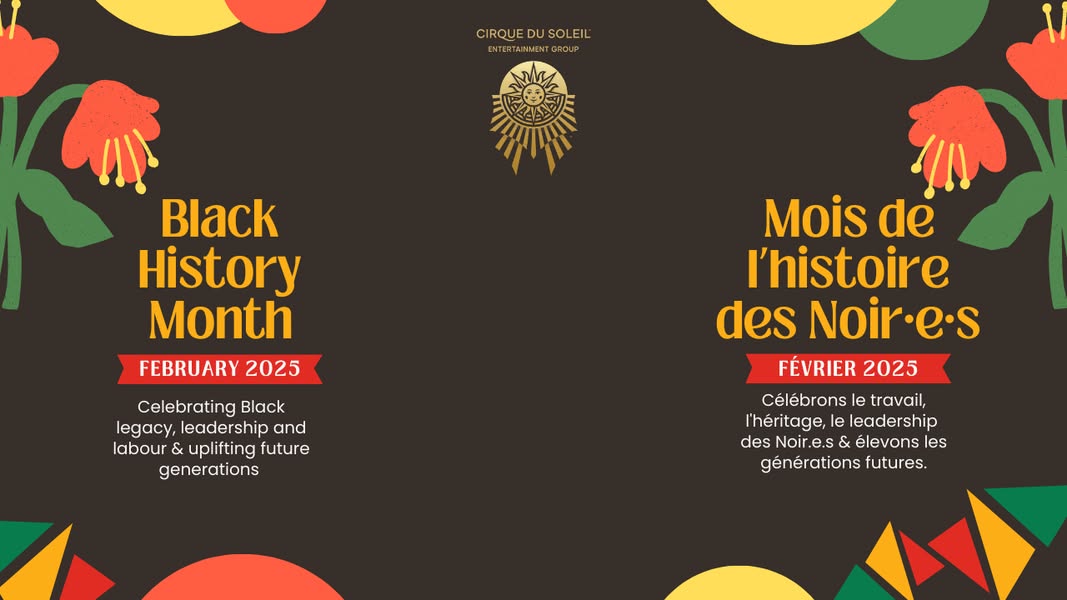 CIRQUE DU SOLEIL
ENTERTAINMENT GROUP
Black
History
Month
FEBRUARY 2025
Celebrating Black
legacy, leadership and
labour & uplifting future
generations
Mois de
l'histoire
des Noir•e•s
FÉVRIER 2025
Célébrons le travail,
l'héritage, le leadership
des Noir.e.s & élevons les
générations futures.